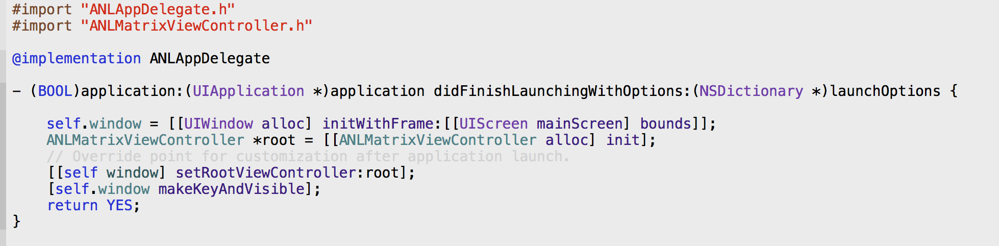 #import "ANLAppDelegate.h"
#import "ANLMatrixViewController.h"
@implementation ANLAppDelegate
- (BOOL)application:(UIApplication *)application didFinishLaunchingWithOptions:(NSDictionary *)launchOptions {
self.window = [[UIWindow alloc] initWithFrame:[[UIScreen mainScreen] bounds]];
ANLMatrixViewController *root = [[ANLMatrixViewController alloc] init];
// Override point for customization after application launch.
[[self window] setRootViewController:root];
[self.window makeKeyAndVisible];
return YES;
}